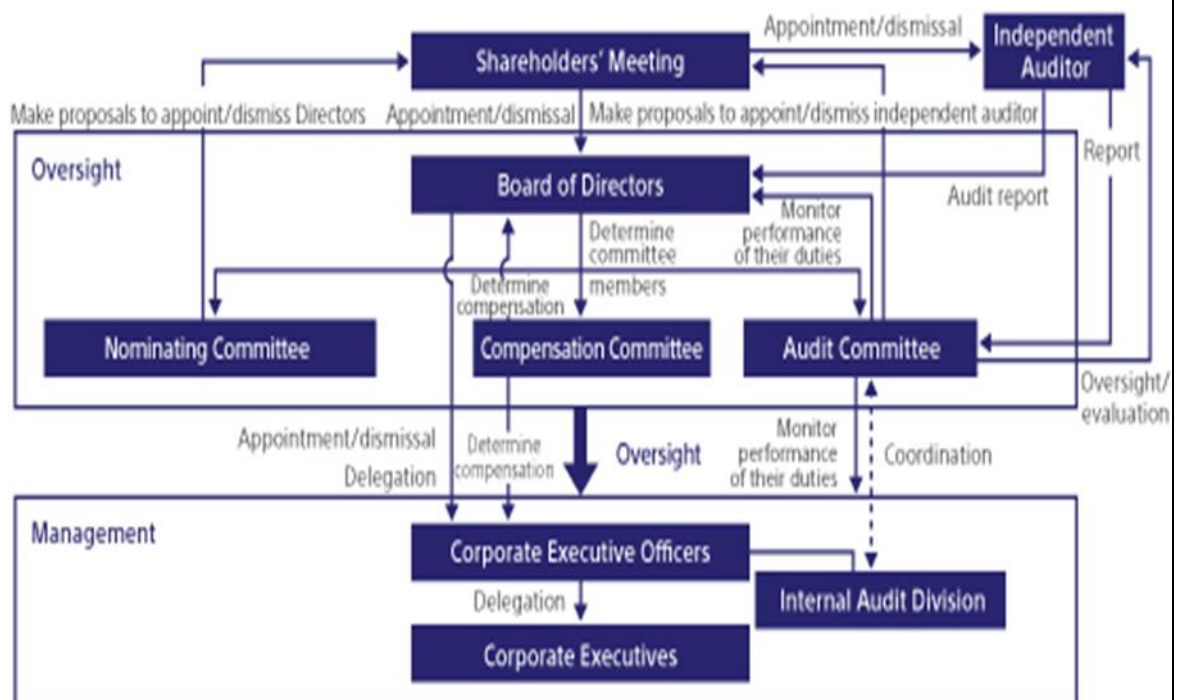 Appointment/dismissal
Independent
Auditor
Shareholders' Meeting
Make proposals to appoint/dismiss Directors
Appointment/dismissal
Make proposals to appoint/dismiss independent auditor
Report
Oversight
Board of Directors
Audit report
Monitor
performance
of their duties
Determine
committee
members
Determine
compensation
Nominating Committee
Compensation Committee
Audit Committee
Oversight/
evaluation
Appointment/dismissal
Delegation
Determine
compensation
Oversight
Monitor
performance
of their duties
Coordination
Management
Corporate Executive Officers
Internal Audit Division
Delegation
Corporate Executives